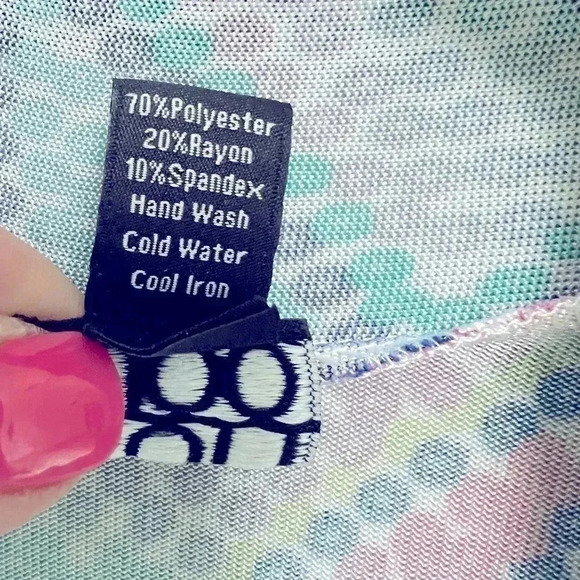 70%Polyester
20%Rayon
10%Spandex
Hand Wash
Cold Water
Cool Iron